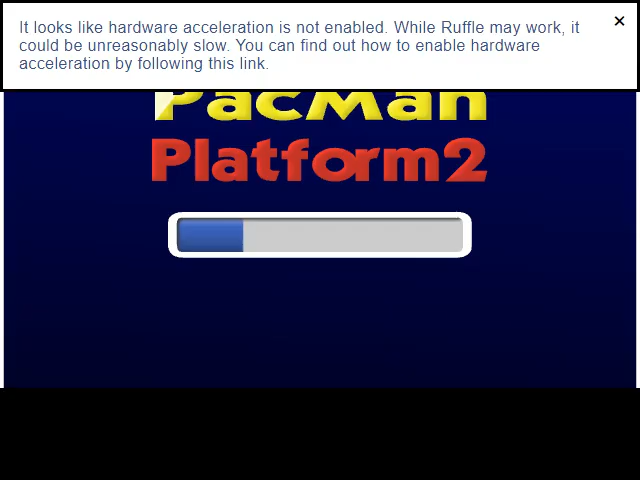 It looks like hardware acceleration is not enabled. While Ruffle may work, it
could be unreasonably slow. You can find out how to enable hardware
acceleration by following this link.
PacMan
Platform2